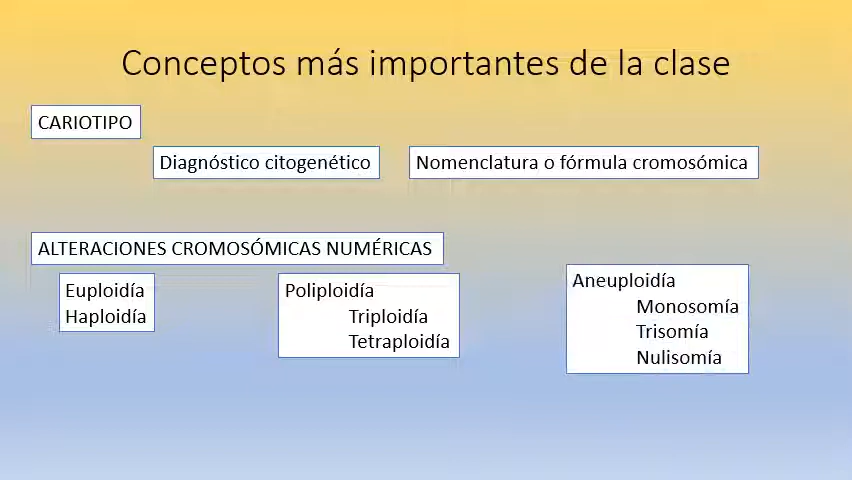 Conceptos más importantes de la clase
CARIOTIPO
Diagnóstico citogenético
Nomenclatura o fórmula cromosómica
ALTERACIONES CROMOSÓMICAS NUMÉRICAS
Euploidía
Haploidía
Poliploidía
Triploidía
Tetraploidía
Aneuploidía
Monosomía
Trisomía
Nulisomía